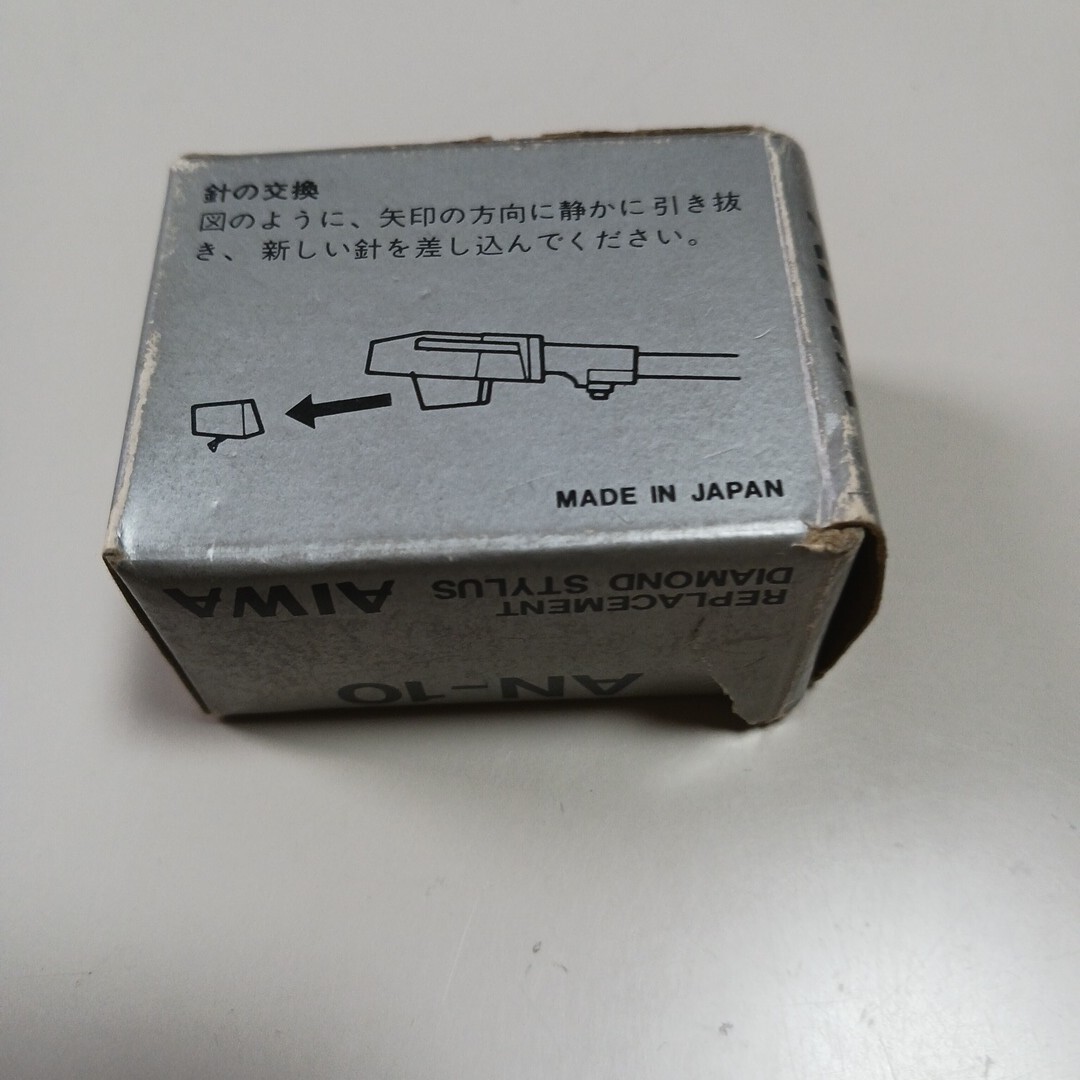 針の交換
図のように、矢印の方向に静かに引き抜
き、新しい針を差し込んでください。
MADE IN JAPAN
AN-10
REPLACEMENT
DIAMOND STYLUS
AIWA